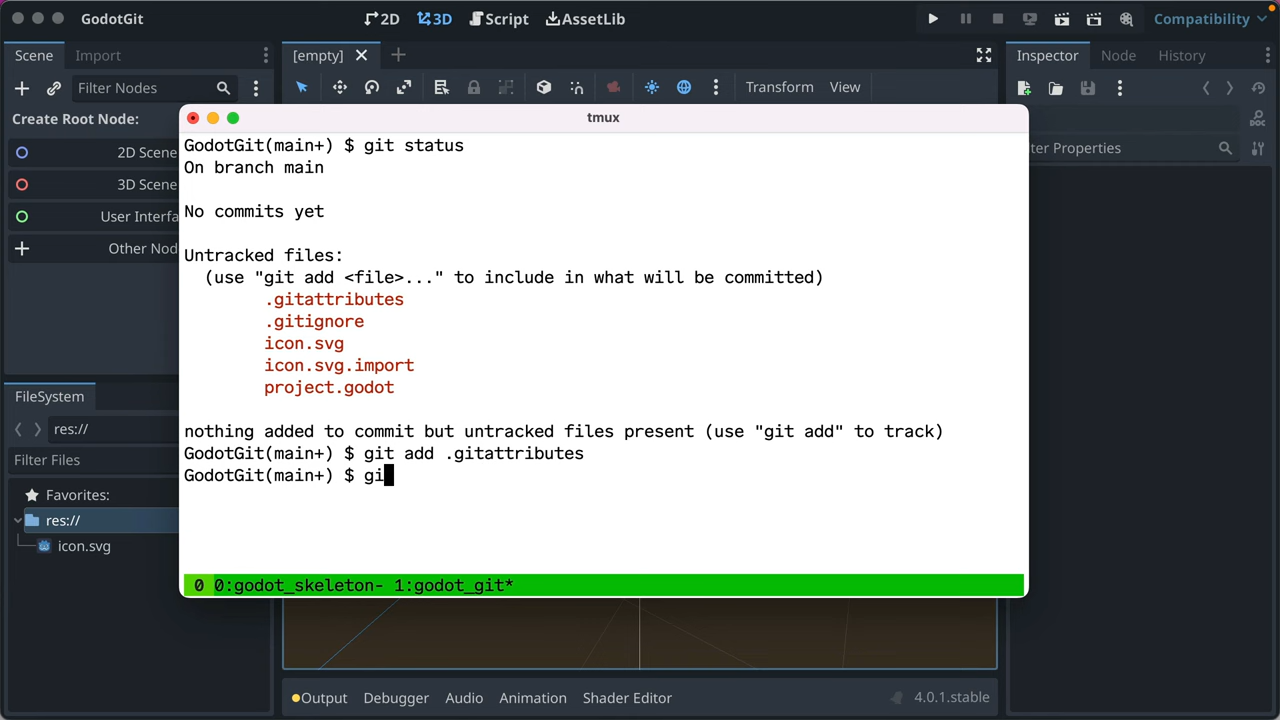 GodotGit
2D
3D
Script
AssetLib
Compatibility
Scene
Import
[empty]
Inspector
Node
History
Filter Nodes
Transform
View
Create Root Node:
2D Scene
3D Scene
User Interfa
Other Nod
ter Properties
tmux
GodotGit(main+) $ git status
On branch main
No commits yet
Untracked files:
(use "git add <file>..." to include in what will be committed)
.gitattributes
.gitignore
icon.svg
icon.svg.import
project.godot
nothing added to commit but untracked files present (use "git add" to track)
GodotGit(main+) $ git add .gitattributes
GodotGit(main+) $ gi
0 0:godot_skeleton- 1:godot_git*
FileSystem
res://
Filter Files
Favorites:
res://
icon.svg
Output
Debugger
Audio
Animation
Shader Editor
4.0.1.stable